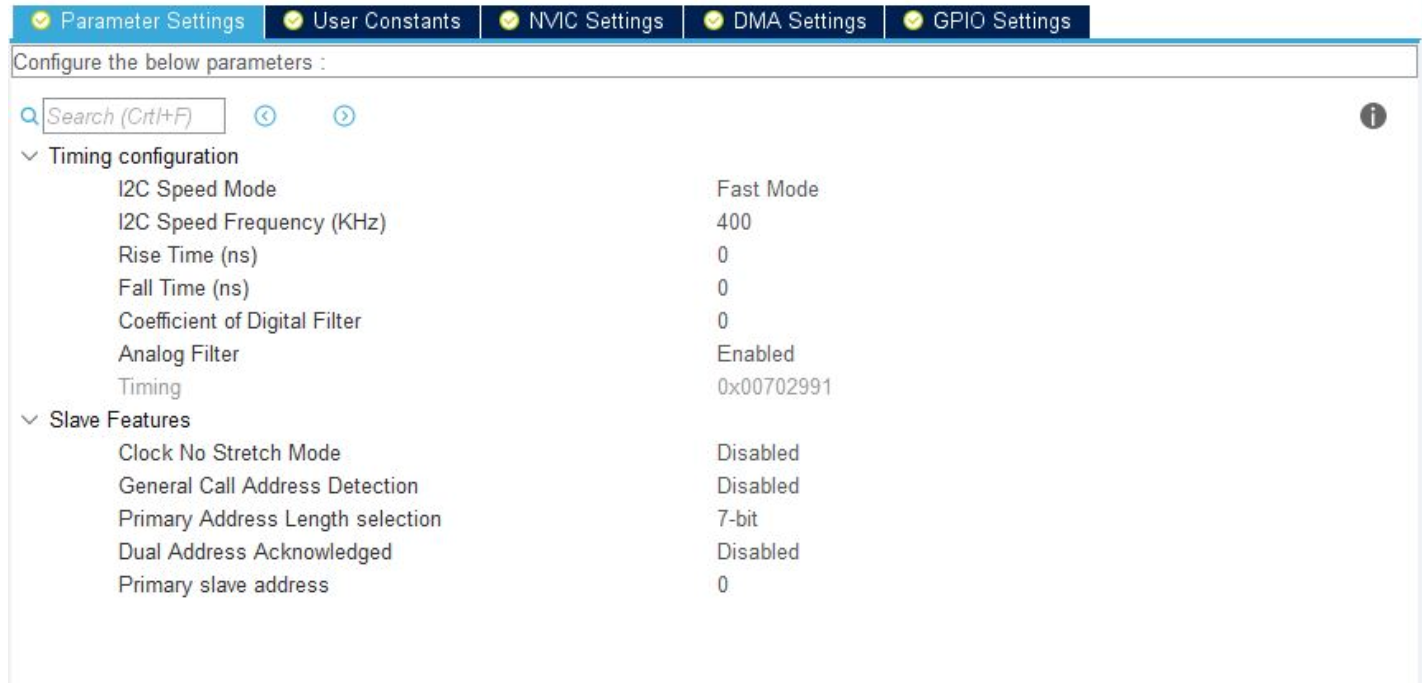 Parameter Settings User Constants NVIC Settings DMA Settings GPIO Settings
Configure the below parameters :
Search (Crtl+F)
Timing configuration
I2C Speed Mode Fast Mode
I2C Speed Frequency (KHz) 400
Rise Time (ns) 0
Fall Time (ns) 0
Coefficient of Digital Filter 0
Analog Filter Enabled
Timing 0x00702991
Slave Features
Clock No Stretch Mode Disabled
General Call Address Detection Disabled
Primary Address Length selection 7-bit
Dual Address Acknowledged Disabled
Primary slave address 0